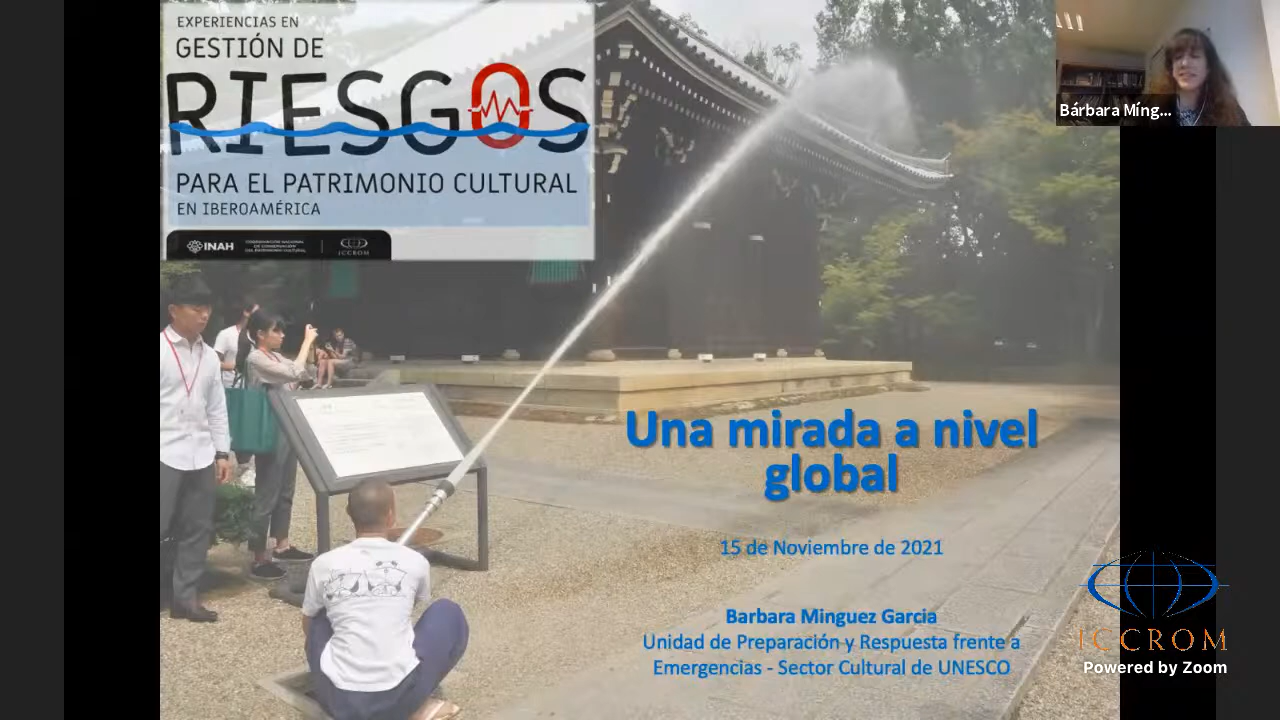 EXPERIENCIAS EN
GESTIÓN DE
RIESGOS
PARA EL PATRIMONIO CULTURAL
EN IBEROAMÉRICA
INAH
ICCROM
Bárbara Míng...
Una mirada a nivel
global
15 de Noviembre de 2021
Barbara Minguez Garcia
Unidad de Preparación y Respuesta frente a
Emergencias - Sector Cultural de UNESCO
ICCROM
Powered by Zoom